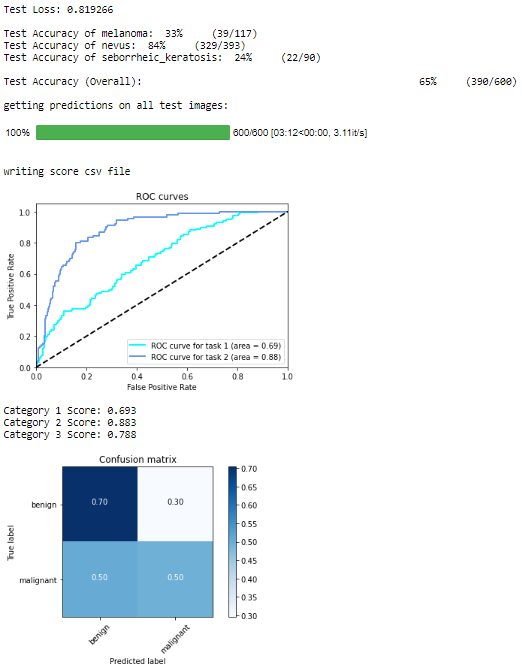 Test Loss: 0.819266
Test Accuracy of melanoma: 33% (39/117)
Test Accuracy of nevus: 84% (329/393)
Test Accuracy of seborrheic_keratosis: 24% (22/90)
Test Accuracy (Overall): 65% (390/600)
getting predictions on all test images:
100% 600/600 [03:12<00:00, 3.11it/s]
writing score csv file
ROC curves
1.0
0.8
0.6
0.4
0.2
0.0
True Positive Rate
ROC curve for task 1 (area = 0.69)
ROC curve for task 2 (area = 0.88)
0.0 0.2 0.4 0.6 0.8 1.0
False Positive Rate
Category 1 Score: 0.693
Category 2 Score: 0.883
Category 3 Score: 0.788
Confusion matrix
True label
benign 0.70 0.30
malignant 0.50 0.50
benign malignant
Predicted label
0.70
0.65
0.60
0.55
0.50
0.45
0.40
0.35
0.30